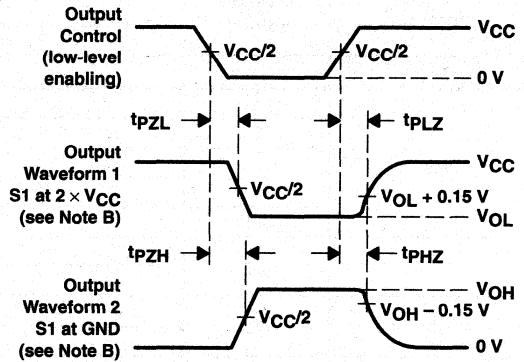 Output
Control
(low-level
enabling)
VCC/2
VCC/2
VCC
0 V
tPZL
tPLZ
Output
Waveform 1
S1 at 2 × VCC
(see Note B)
VCC/2
VCC
VOL + 0.15 V
VOL
tPZH
tPHZ
Output
Waveform 2
S1 at GND
(see Note B)
VCC/2
VOH
VOH − 0.15 V
0 V